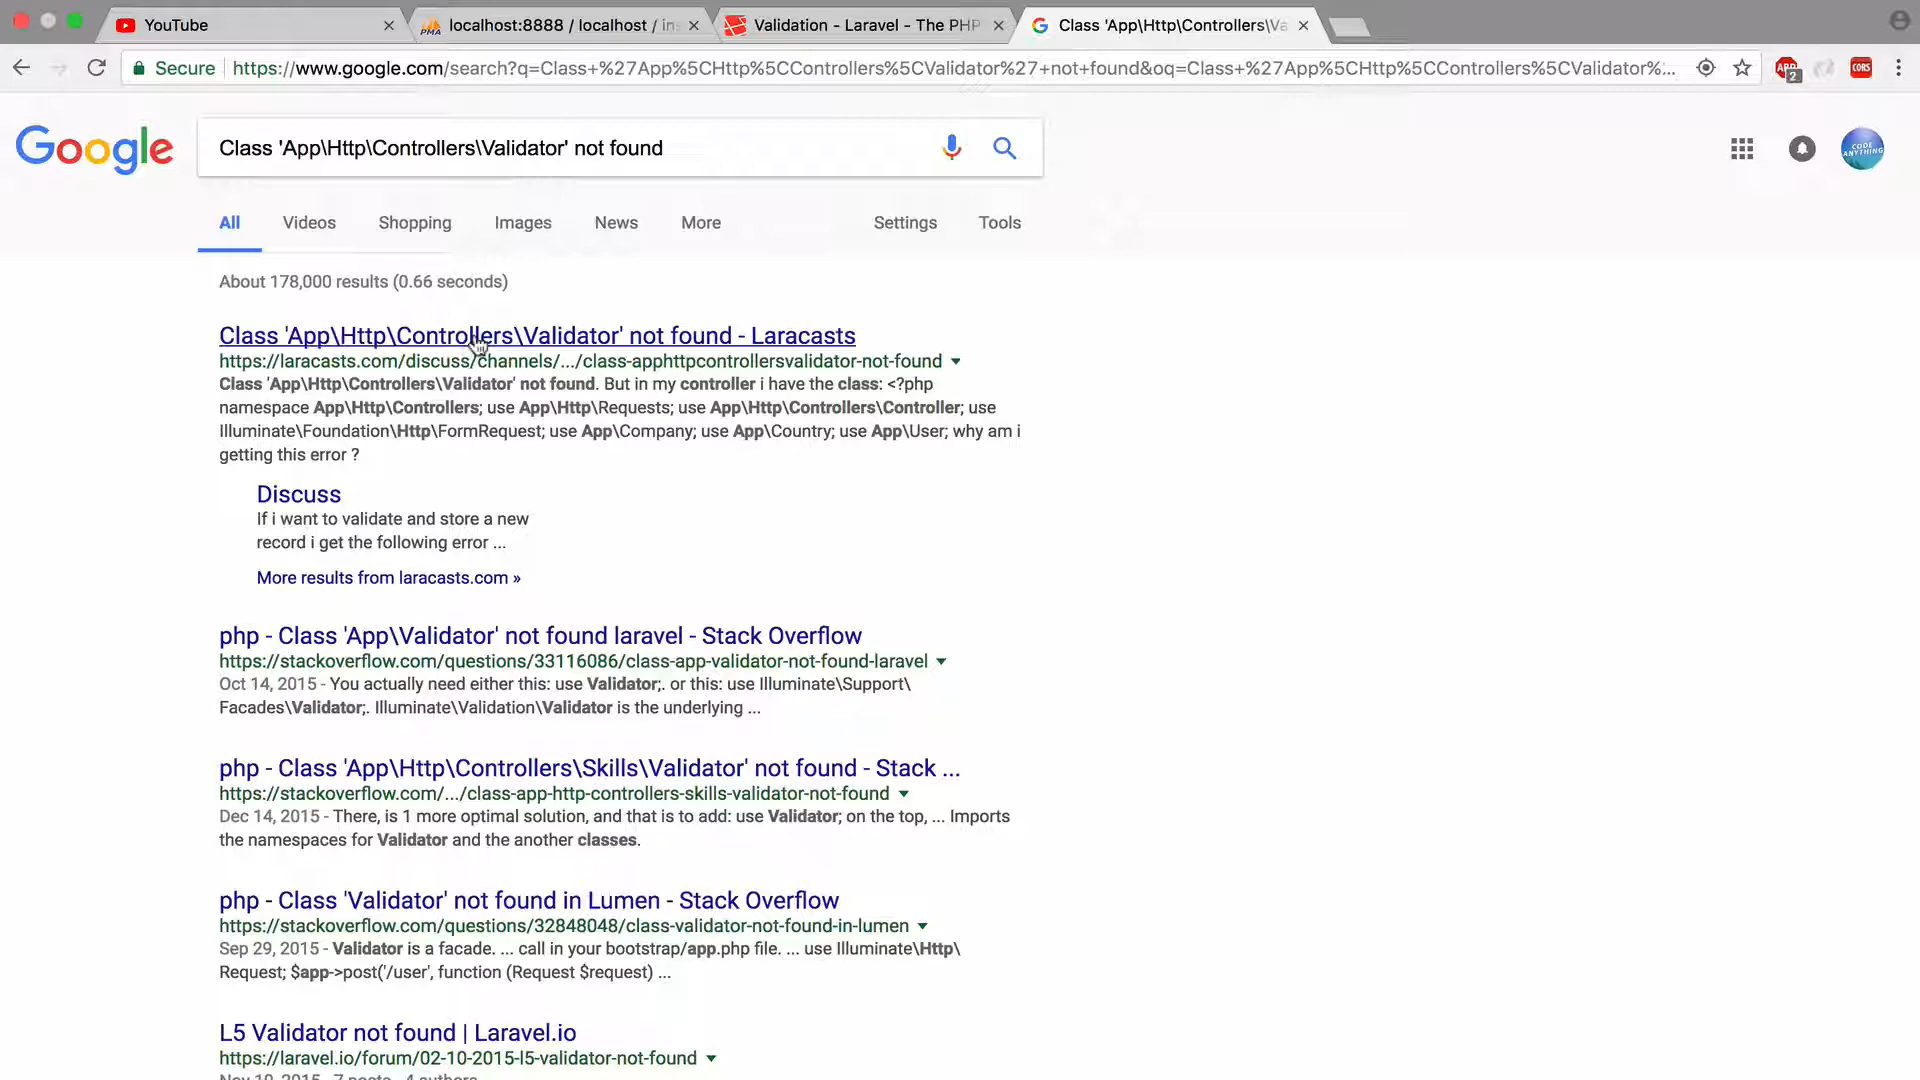 YouTube
localhost:8888 / localhost / in
Validation - Laravel - The PHP
Class 'App\Http\Controllers\Va
Secure
https://www.google.com/search?q=Class+%27App%5CHttp%5CControllers%5CValidator%27+not+found&oq=Class+%27App%5CHttp%5CControllers%5CValidator%...
ABP
2
CORS
Google
Class 'App\Http\Controllers\Validator' not found
CODE
ANYTHING
All
Videos
Shopping
Images
News
More
Settings
Tools
About 178,000 results (0.66 seconds)
Class 'App\Http\Controllers\Validator' not found - Laracasts
https://laracasts.com/discuss/channels/.../class-apphttpcontrollersvalidator-not-found
Class 'App\Http\Controllers\Validator' not found. But in my controller i have the class: <?php
namespace App\Http\Controllers; use App\Http\Requests; use App\Http\Controllers\Controller; use
Illuminate\Foundation\Http\FormRequest; use App\Company; use App\Country; use App\User; why am i
getting this error ?
Discuss
If i want to validate and store a new
record i get the following error ...
More results from laracasts.com »
php - Class 'App\Validator' not found laravel - Stack Overflow
https://stackoverflow.com/questions/33116086/class-app-validator-not-found-laravel
Oct 14, 2015 - You actually need either this: use Validator;. or this: use Illuminate\Support\
Facades\Validator;. Illuminate\Validation\Validator is the underlying ...
php - Class 'App\Http\Controllers\Skills\Validator' not found - Stack ...
https://stackoverflow.com/.../class-app-http-controllers-skills-validator-not-found
Dec 14, 2015 - There, is 1 more optimal solution, and that is to add: use Validator; on the top, ... Imports
the namespaces for Validator and the another classes.
php - Class 'Validator' not found in Lumen - Stack Overflow
https://stackoverflow.com/questions/32848048/class-validator-not-found-in-lumen
Sep 29, 2015 - Validator is a facade. ... call in your bootstrap/app.php file. ... use Illuminate\Http\
Request; $app->post('/user', function (Request $request) ...
L5 Validator not found | Laravel.io
https://laravel.io/forum/02-10-2015-l5-validator-not-found